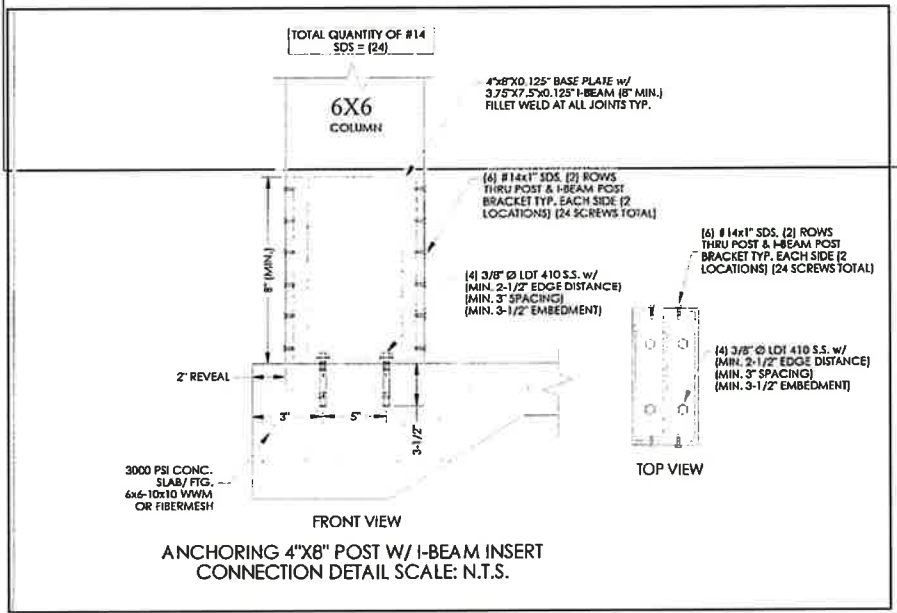 TOTAL QUANTITY OF #14
SDS = (24)
6X6
COLUMN
4"x8"X0.125" BASE PLATE w/
3.75"X7.5"x0.125" I-BEAM (8" MIN.)
FILLET WELD AT ALL JOINTS TYP.
(6) #14x1" SDS, (2) ROWS
THRU POST & I-BEAM POST
BRACKET TYP. EACH SIDE (2
LOCATIONS) (24 SCREWS TOTAL)
8" (MIN.)
(4) 3/8" Ø LDT 410 S.S. w/
(MIN. 2-1/2" EDGE DISTANCE)
(MIN. 3" SPACING)
(MIN. 3-1/2" EMBEDMENT)
(6) #14x1" SDS, (2) ROWS
THRU POST & I-BEAM POST
BRACKET TYP. EACH SIDE (2
LOCATIONS) (24 SCREWS TOTAL)
(4) 3/8" Ø LDT 410 S.S. w/
(MIN. 2-1/2" EDGE DISTANCE)
(MIN. 3" SPACING)
(MIN. 3-1/2" EMBEDMENT)
2" REVEAL
3"
5"
3-1/2"
3000 PSI CONC.
SLAB/ FTG.
6x6-10x10 WWM
OR FIBERMESH
TOP VIEW
FRONT VIEW
ANCHORING 4"X8" POST W/ I-BEAM INSERT
CONNECTION DETAIL SCALE: N.T.S.